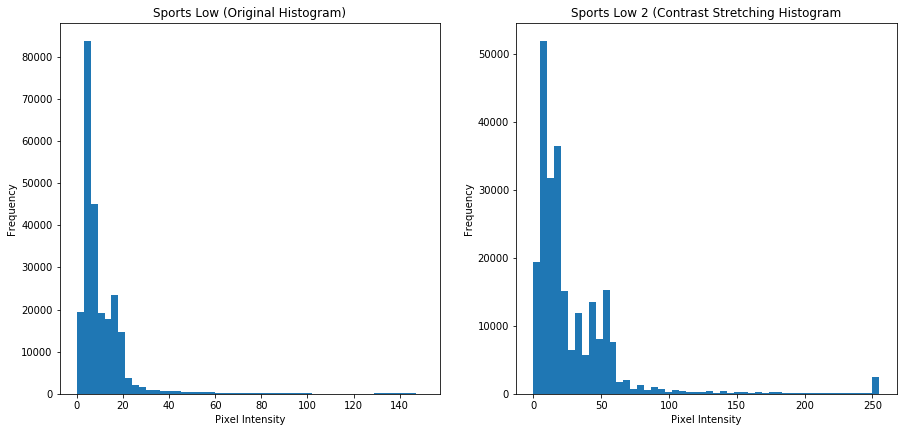 Sports Low (Original Histogram)
80000
70000
60000
50000
40000
30000
20000
10000
0
Frequency
0 20 40 60 80 100 120 140
Pixel Intensity
Sports Low 2 (Contrast Stretching Histogram
50000
40000
30000
20000
10000
0
Frequency
0 50 100 150 200 250
Pixel Intensity